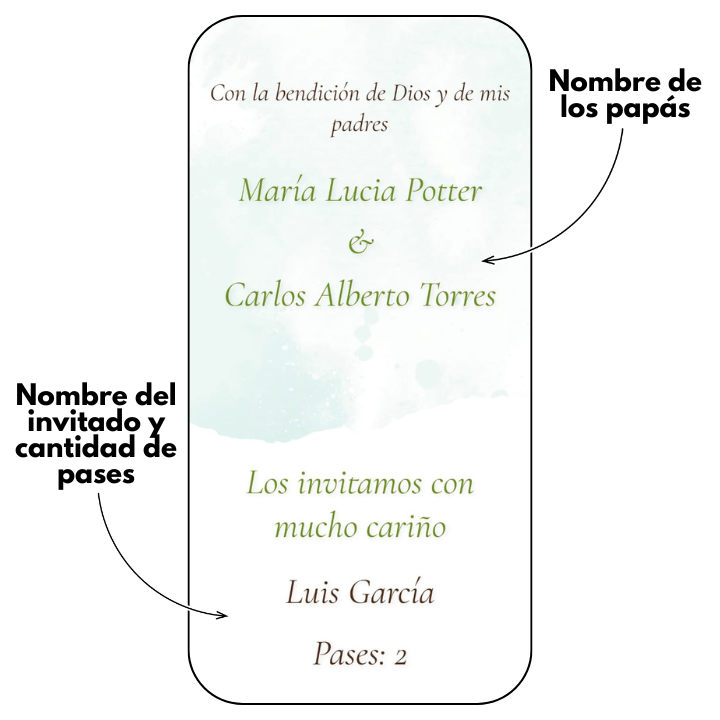 Con la bendición de Dios y de mis
padres
María Lucia Potter
&
Carlos Alberto Torres
Nombre de
los papás
Nombre del
invitado y
cantidad de
pases
Los invitamos con
mucho cariño
Luis García
Pases: 2